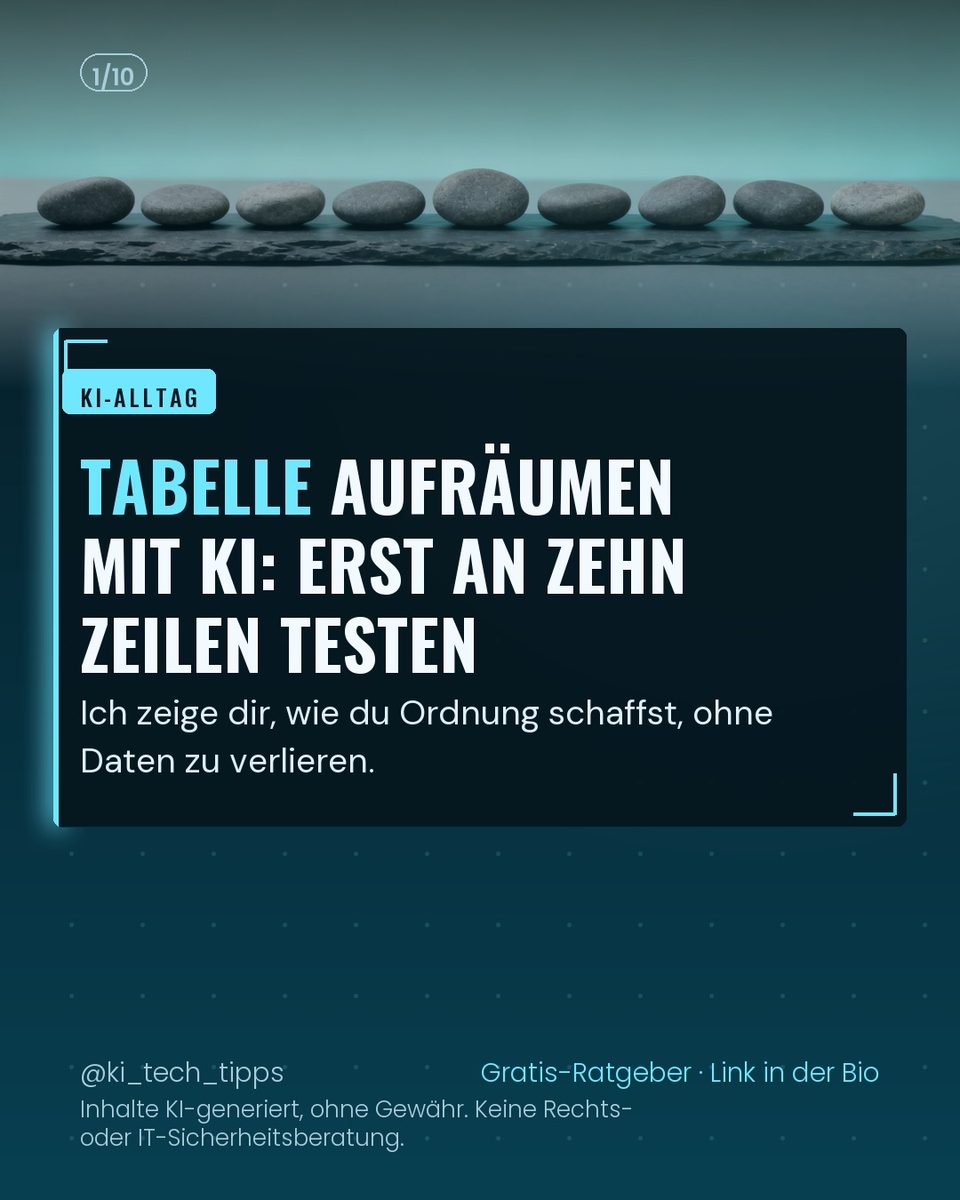 1/10
KI-ALLTAG
TABELLE AUFRÄUMEN
MIT KI: ERST AN ZEHN
ZEILEN TESTEN
Ich zeige dir, wie du Ordnung schaffst, ohne
Daten zu verlieren.
@ki_tech_tipps
Gratis-Ratgeber · Link in der Bio
Inhalte KI-generiert, ohne Gewähr. Keine Rechts-
oder IT-Sicherheitsberatung.